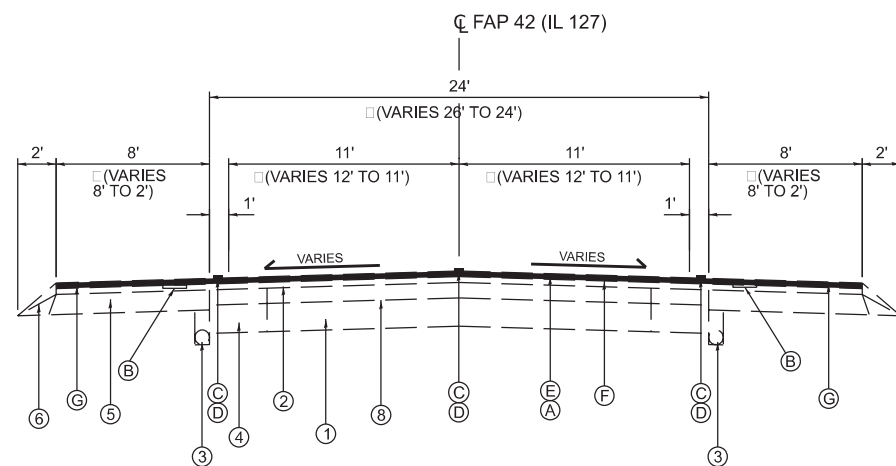 ℄ FAP 42 (IL 127)
24'
□(VARIES 26' TO 24')
2'
8'
11'
11'
8'
2'
□(VARIES
8' TO 2')
□(VARIES 12' TO 11')
□(VARIES 12' TO 11')
□(VARIES
8' TO 2')
1'
1'
VARIES
VARIES
6
G
5
B
3
C
D
4
2
1
8
C
D
E
A
F
C
D
3
B
G